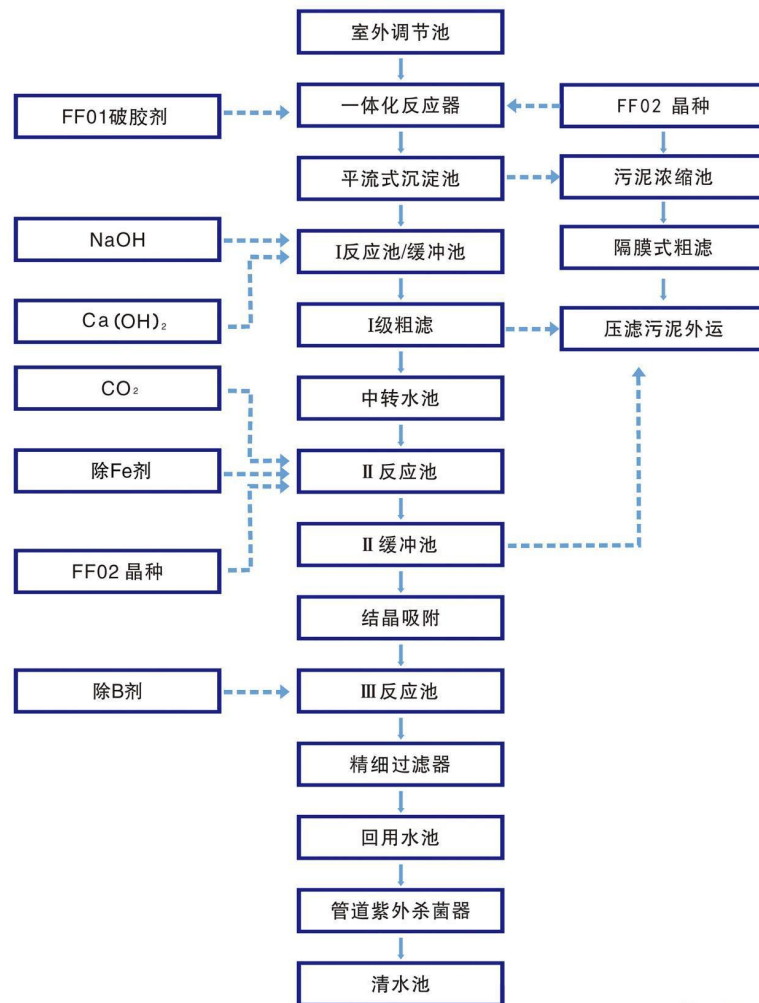 室外调节池
FF01破胶剂
一体化反应器
FF02 晶种
平流式沉淀池
污泥浓缩池
NaOH
I反应池/缓冲池
隔膜式粗滤
Ca(OH)₂
I级粗滤
压滤污泥外运
CO₂
中转水池
除Fe剂
II反应池
FF02 晶种
II缓冲池
结晶吸附
除B剂
III反应池
精细过滤器
回用水池
管道紫外杀菌器
清水池